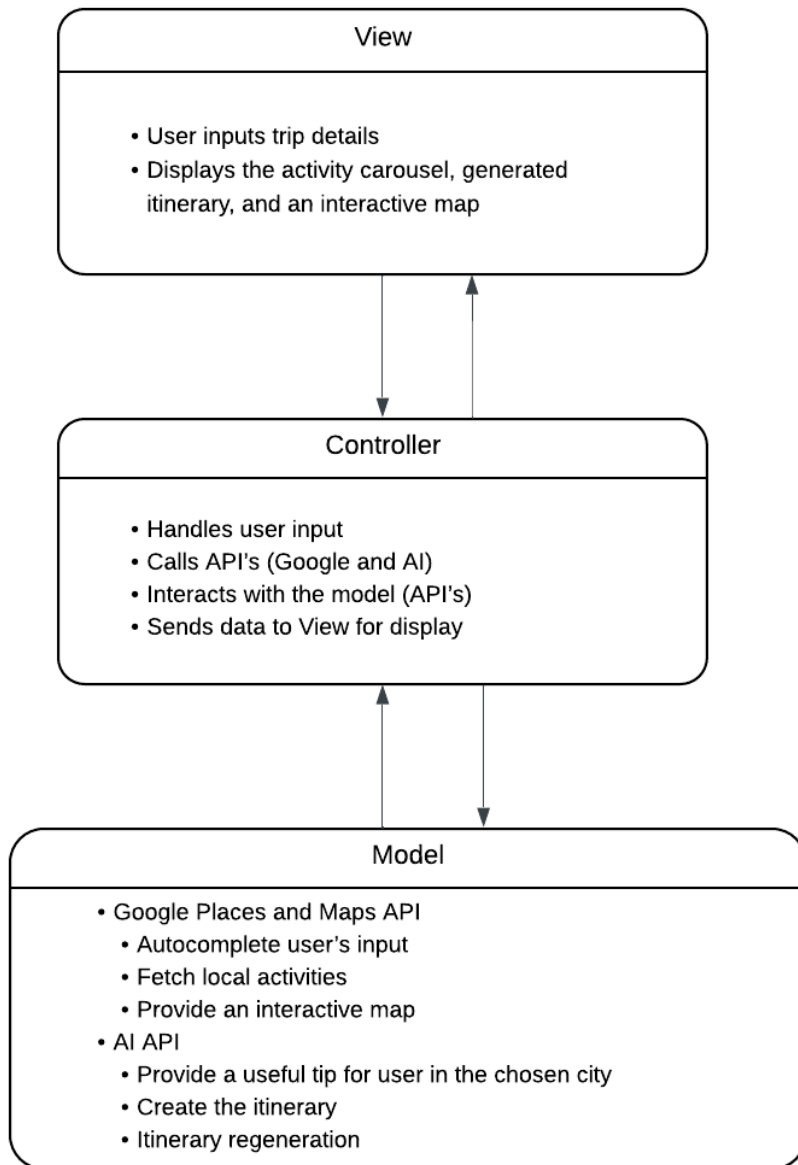 View
• User inputs trip details
• Displays the activity carousel, generated
itinerary, and an interactive map
Controller
• Handles user input
• Calls API's (Google and AI)
• Interacts with the model (API's)
• Sends data to View for display
Model
• Google Places and Maps API
• Autocomplete user's input
• Fetch local activities
• Provide an interactive map
• AI API
• Provide a useful tip for user in the chosen city
• Create the itinerary
• Itinerary regeneration